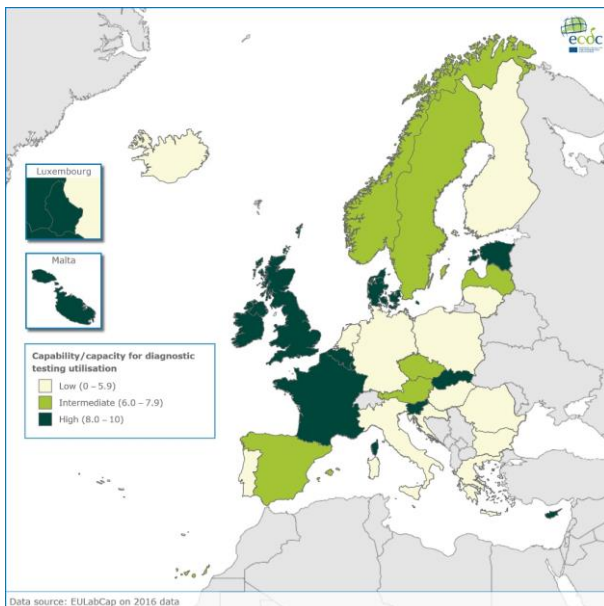 ecdc
Luxembourg
Malta
Capability/capacity for diagnostic
testing utilisation
Low (0 – 5.9)
Intermediate (6.0 – 7.9)
High (8.0 – 10)
Data source: EULabCap on 2016 data